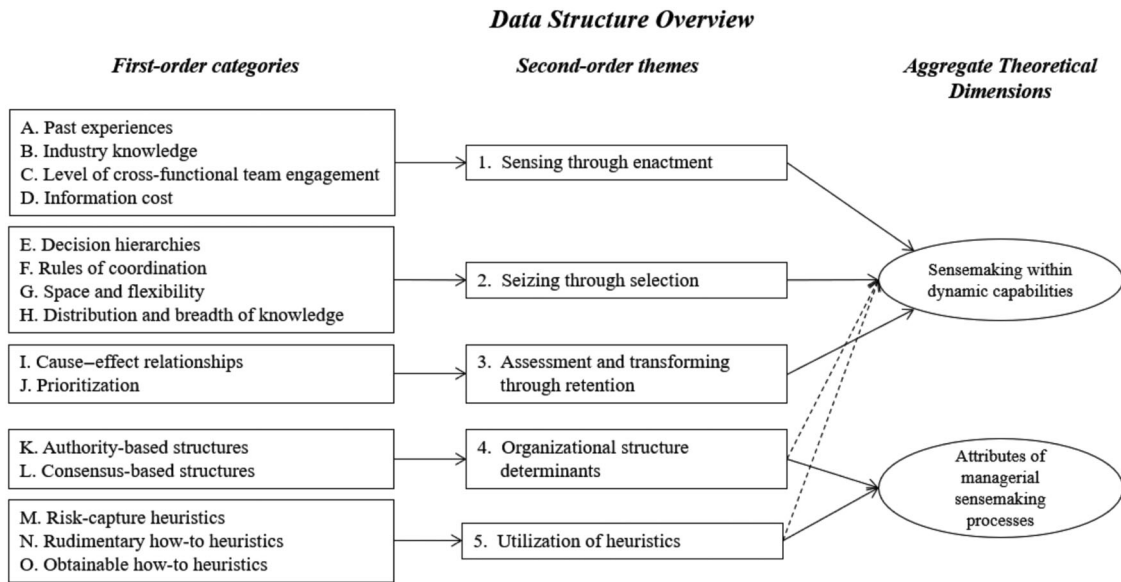 Data Structure Overview
First-order categories
Second-order themes
Aggregate Theoretical
Dimensions
A. Past experiences
B. Industry knowledge
C. Level of cross-functional team engagement
D. Information cost
1. Sensing through enactment
E. Decision hierarchies
F. Rules of coordination
G. Space and flexibility
H. Distribution and breadth of knowledge
2. Seizing through selection
Sensemaking within
dynamic capabilities
I. Cause–effect relationships
J. Prioritization
3. Assessment and transforming
through retention
K. Authority-based structures
L. Consensus-based structures
4. Organizational structure
determinants
Attributes of
managerial
sensemaking
processes
M. Risk-capture heuristics
N. Rudimentary how-to heuristics
O. Obtainable how-to heuristics
5. Utilization of heuristics